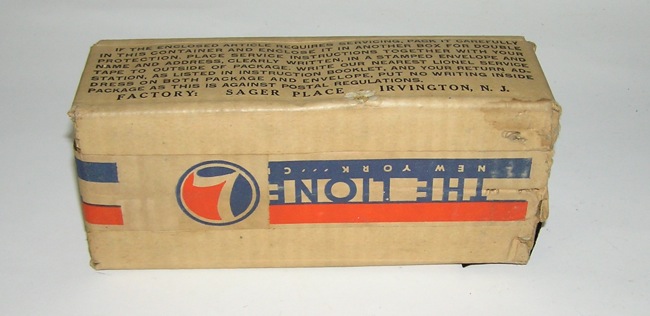 IF THE ENCLOSED ARTICLE REQUIRES SERVICING, PACK IT CAREFULLY
IN THIS CONTAINER AND ENCLOSE IT IN ANOTHER BOX FOR DOUBLE
PROTECTION. PLACE SERVICE INSTRUCTIONS TOGETHER WITH YOUR
NAME AND ADDRESS, CLEARLY WRITTEN, IN A STAMPED ENVELOPE AND
TAPE TO OUTSIDE OF PACKAGE. WRITE OUR NEAREST LIONEL SERVICE
STATION, AS LISTED IN INSTRUCTION BOOKLET, AND YOUR RETURN AD-
DRESS ON BOTH PACKAGE AND ENVELOPE. PUT NO WRITING INSIDE
PACKAGE AS THIS IS AGAINST POSTAL REGULATIONS.
FACTORY: SAGER PLACE IRVINGTON, N. J.
THE LIONE
NEW YORK